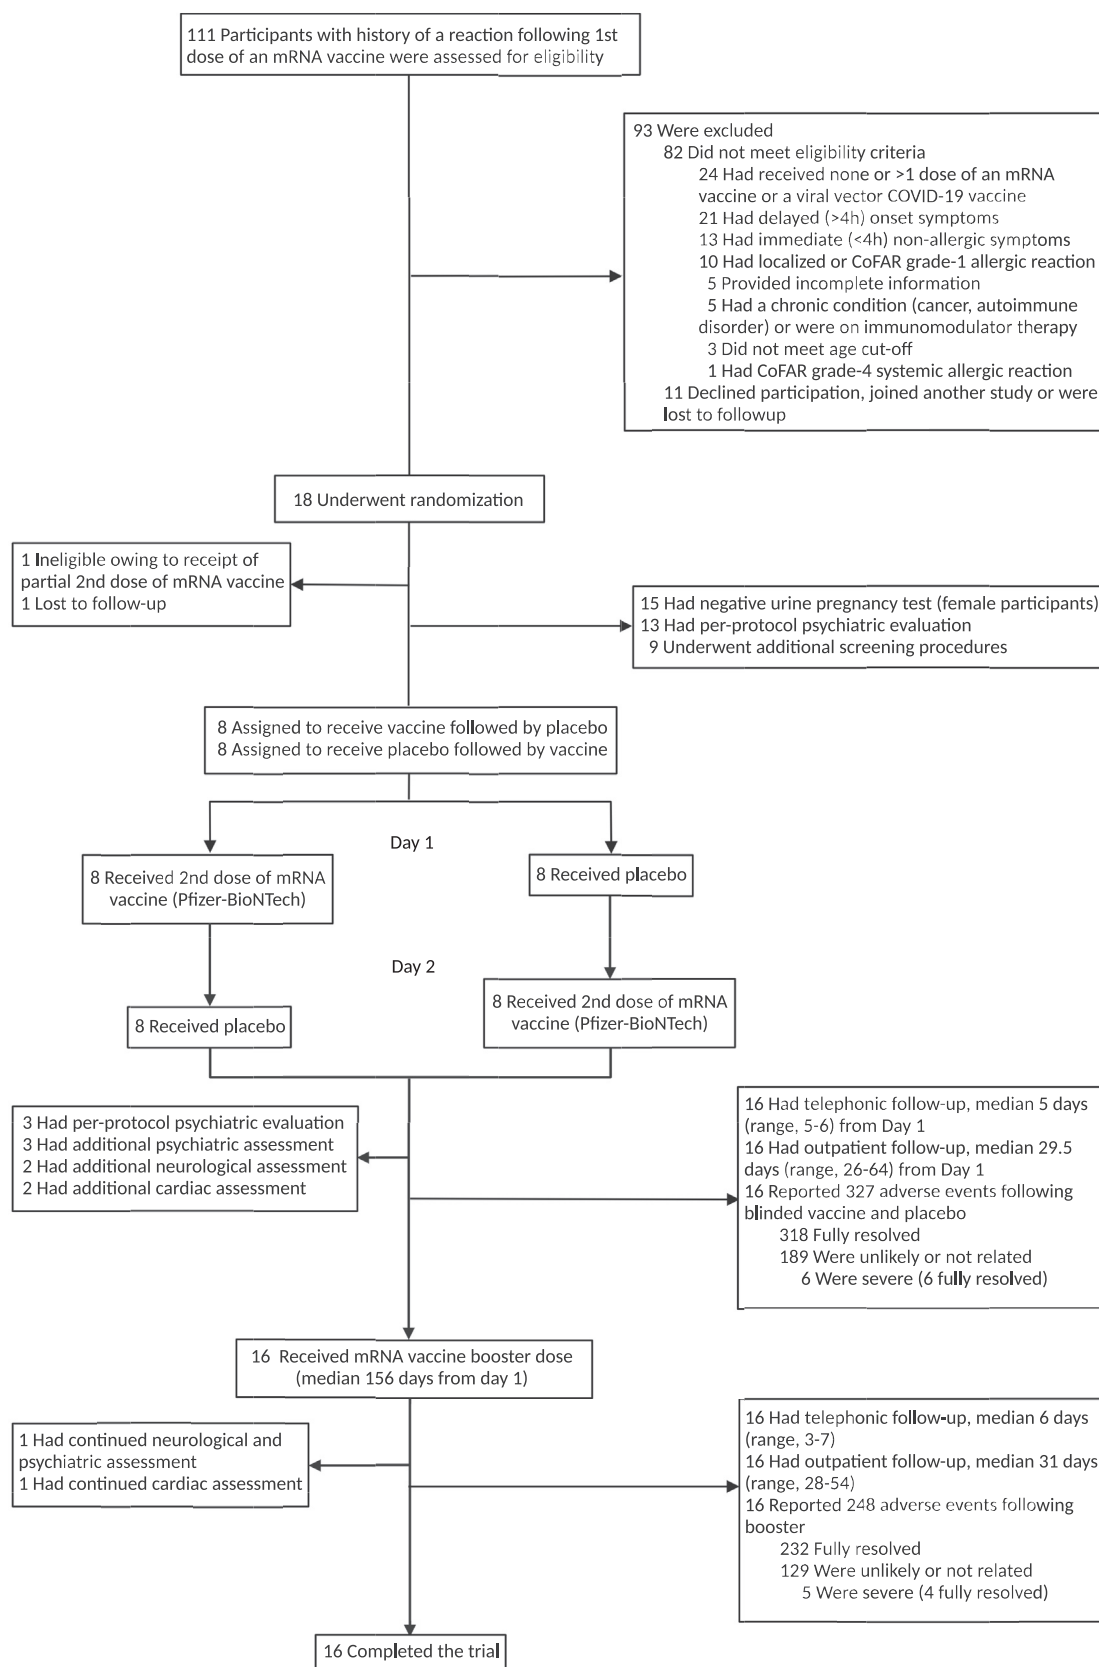 111 Participants with history of a reaction following 1st
dose of an mRNA vaccine were assessed for eligibility
93 Were excluded
82 Did not meet eligibility criteria
24 Had received none or >1 dose of an mRNA
vaccine or a viral vector COVID-19 vaccine
21 Had delayed (>4h) onset symptoms
13 Had immediate (<4h) non-allergic symptoms
10 Had localized or CoFAR grade-1 allergic reaction
5 Provided incomplete information
5 Had a chronic condition (cancer, autoimmune
disorder) or were on immunomodulator therapy
3 Did not meet age cut-off
1 Had CoFAR grade-4 systemic allergic reaction
11 Declined participation, joined another study or were
lost to followup
18 Underwent randomization
1 Ineligible owing to receipt of
partial 2nd dose of mRNA vaccine
1 Lost to follow-up
15 Had negative urine pregnancy test (female participants)
13 Had per-protocol psychiatric evaluation
9 Underwent additional screening procedures
8 Assigned to receive vaccine followed by placebo
8 Assigned to receive placebo followed by vaccine
Day 1
8 Received 2nd dose of mRNA
vaccine (Pfizer-BioNTech)
8 Received placebo
Day 2
8 Received placebo
8 Received 2nd dose of mRNA
vaccine (Pfizer-BioNTech)
3 Had per-protocol psychiatric evaluation
3 Had additional psychiatric assessment
2 Had additional neurological assessment
2 Had additional cardiac assessment
16 Had telephonic follow-up, median 5 days
(range, 5-6) from Day 1
16 Had outpatient follow-up, median 29.5
days (range, 26-64) from Day 1
16 Reported 327 adverse events following
blinded vaccine and placebo
318 Fully resolved
189 Were unlikely or not related
6 Were severe (6 fully resolved)
16 Received mRNA vaccine booster dose
(median 156 days from day 1)
1 Had continued neurological and
psychiatric assessment
1 Had continued cardiac assessment
16 Had telephonic follow-up, median 6 days
(range, 3-7)
16 Had outpatient follow-up, median 31 days
(range, 28-54)
16 Reported 248 adverse events following
booster
232 Fully resolved
129 Were unlikely or not related
5 Were severe (4 fully resolved)
16 Completed the trial